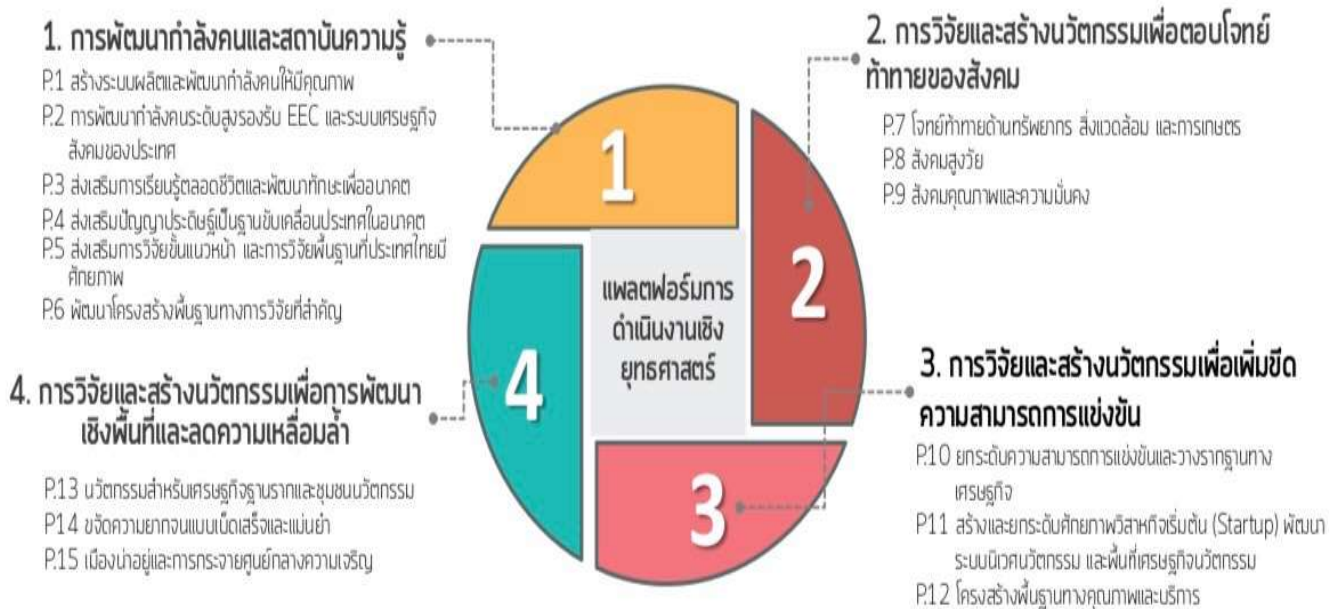 1. การพัฒนากำลังคนและสถาบันความรู้
P.1 สร้างระบบผลิตและพัฒนากำลังคนให้มีคุณภาพ
P.2 การพัฒนากำลังคนระดับสูงรองรับ EEC และระบบเศรษฐกิจ
สังคมของประเทศ
P.3 ส่งเสริมการเรียนรู้ตลอดชีวิตและพัฒนาทักษะเพื่ออนาคต
P.4 ส่งเสริมปัญญาประดิษฐ์เป็นฐานขับเคลื่อนประเทศในอนาคต
P.5 ส่งเสริมการวิจัยขั้นแนวหน้า และการวิจัยพื้นฐานที่ประเทศไทยมี
ศักยภาพ
P.6 พัฒนาโครงสร้างพื้นฐานทางการวิจัยที่สำคัญ
2. การวิจัยและสร้างนวัตกรรมเพื่อตอบโจทย์
ท้าทายของสังคม
P.7 โจทย์ท้าทายด้านทรัพยากร สิ่งแวดล้อม และการเกษตร
P.8 สังคมสูงวัย
P.9 สังคมคุณภาพและความมั่นคง
1
2
3
4
แพลตฟอร์มการ
ดำเนินงานเชิง
ยุทธศาสตร์
3. การวิจัยและสร้างนวัตกรรมเพื่อเพิ่มขีด
ความสามารถการแข่งขัน
P.10 ยกระดับความสามารถการแข่งขันและวางรากฐานทาง
เศรษฐกิจ
P.11 สร้างและยกระดับศักยภาพวิสาหกิจเริ่มต้น (Startup) พัฒนา
ระบบนิเวศนวัตกรรม และพื้นที่เศรษฐกิจนวัตกรรม
P.12 โครงสร้างพื้นฐานทางคุณภาพและบริการ
4. การวิจัยและสร้างนวัตกรรมเพื่อการพัฒนา
เชิงพื้นที่และลดความเหลื่อมล้ำ
P.13 นวัตกรรมสำหรับเศรษฐกิจฐานรากและชุมชนนวัตกรรม
P.14 ขจัดความยากจนแบบเบ็ดเสร็จและแม่นยำ
P.15 เมืองน่าอยู่และการกระจายศูนย์กลางความเจริญ